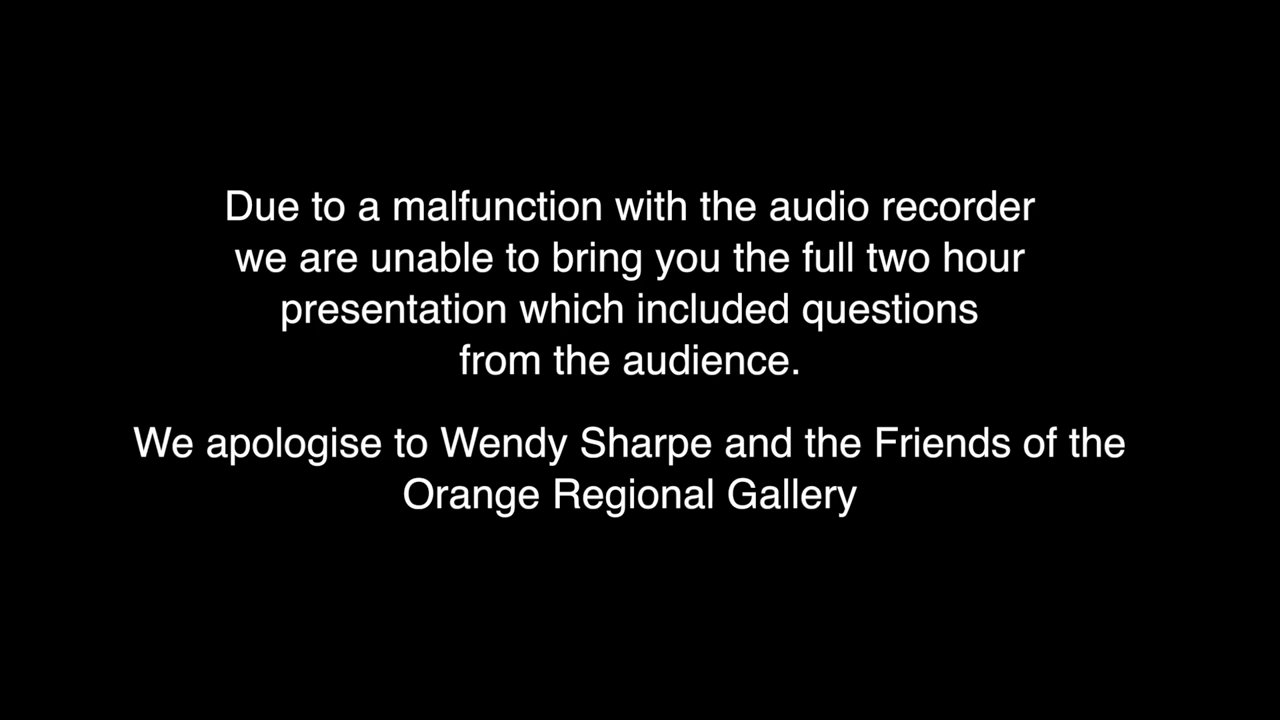 Due to a malfunction with the audio recorder
we are unable to bring you the full two hour
presentation which included questions
from the audience.
We apologise to Wendy Sharpe and the Friends of the
Orange Regional Gallery